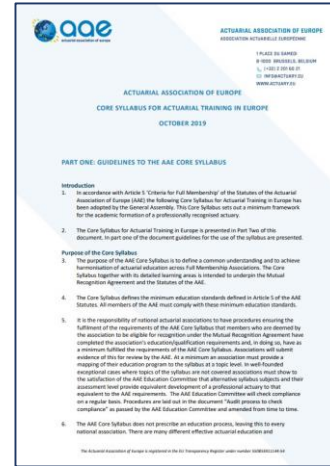 aae
actuarial association of europe
ACTUARIAL ASSOCIATION OF EUROPE
ASSOCIATION ACTUARIELLE EUROPÉENNE
1 PLACE DU SAMEDI
B-1000 BRUSSELS, BELGIUM
INFO@ACTUARY.EU
WWW.ACTUARY.EU
ACTUARIAL ASSOCIATION OF EUROPE
CORE SYLLABUS FOR ACTUARIAL TRAINING IN EUROPE
OCTOBER 2019
PART ONE: GUIDELINES TO THE AAE CORE SYLLABUS
Introduction
1. In accordance with Article 5 'Criteria for Full Membership' of the Statutes of the Actuarial
Association of Europe (AAE) the following Core Syllabus for Actuarial Training in Europe has
been adopted by the General Assembly. This Core Syllabus sets out a minimum framework
for the academic formation of a professionally recognised actuary.
2. The Core Syllabus for Actuarial Training in Europe is presented in Part Two of this
document. In part one of the document guidelines for the use of the syllabus are presented.
Purpose of the Core Syllabus
3. The purpose of the AAE Core Syllabus is to define a common understanding and to achieve
harmonisation of actuarial education across Full Membership Associations. The Core
Syllabus together with its detailed learning areas is intended to underpin the Mutual
Recognition Agreement and the Statutes of the AAE.
4. The Core Syllabus defines the minimum education standards defined in Article 5 of the AAE
Statutes. All members of the AAE must comply with these minimum education standards.
5. It is the responsibility of national actuarial associations to have procedures ensuring the
fulfilment of the requirements of the AAE Core Syllabus that members who are deemed by
the association to be eligible for recognition under the Mutual Recognition Agreement have
completed the association's education/qualification requirements and, in doing so, have as
a minimum fulfilled the requirements of the AAE Core Syllabus. Associations will submit
evidence of this for review by the AAE. At a minimum an association must provide a
mapping of their education program to the syllabus at a topic level. In well-founded
exceptional cases where topics of the syllabus are not covered associations must show to
the satisfaction of the AAE Education Committee that alternative syllabus subjects and their
assessment level provide equivalent development of a professional actuary to that
equivalent to the AAE requirements. The AAE Education Committee will check compliance
on a regular basis. Procedures are laid out in the document "Audit process to check
compliance" as passed by the AAE Education Committee and amended from time to time.
6. The AAE Core Syllabus does not prescribe an education process, leaving this to every
national association. There are many different effective actuarial education and
The Actuarial Association of Europe is registered in the EU Transparency Register under number